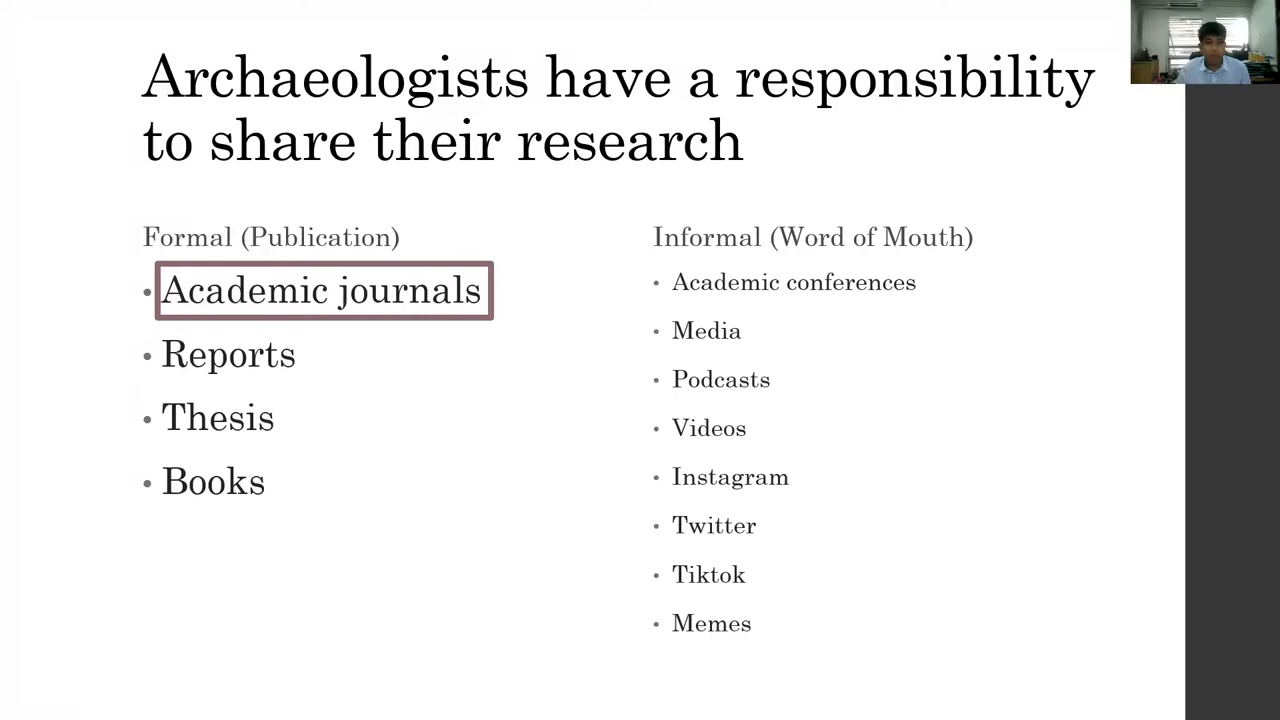 Archaeologists have a responsibility
to share their research
Formal (Publication)
• Academic journals
• Reports
• Thesis
• Books
Informal (Word of Mouth)
• Academic conferences
• Media
• Podcasts
• Videos
• Instagram
• Twitter
• Tiktok
• Memes